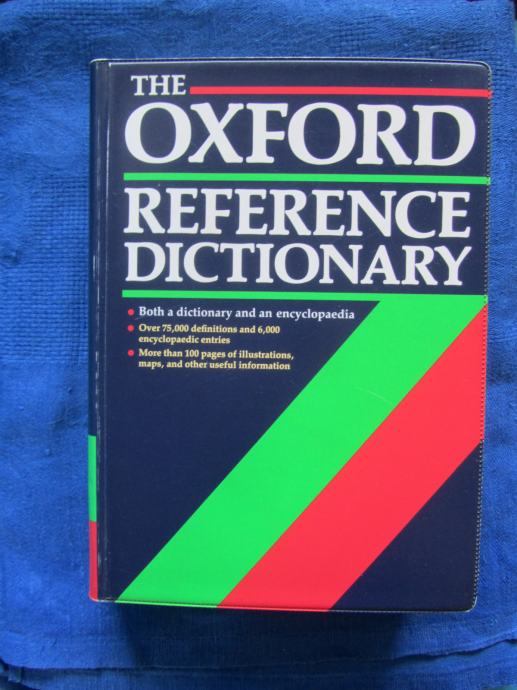 THE
OXFORD
REFERENCE
DICTIONARY
• Both a dictionary and an encyclopaedia
• Over 75,000 definitions and 6,000
encyclopaedic entries
• More than 100 pages of illustrations,
maps, and other useful information